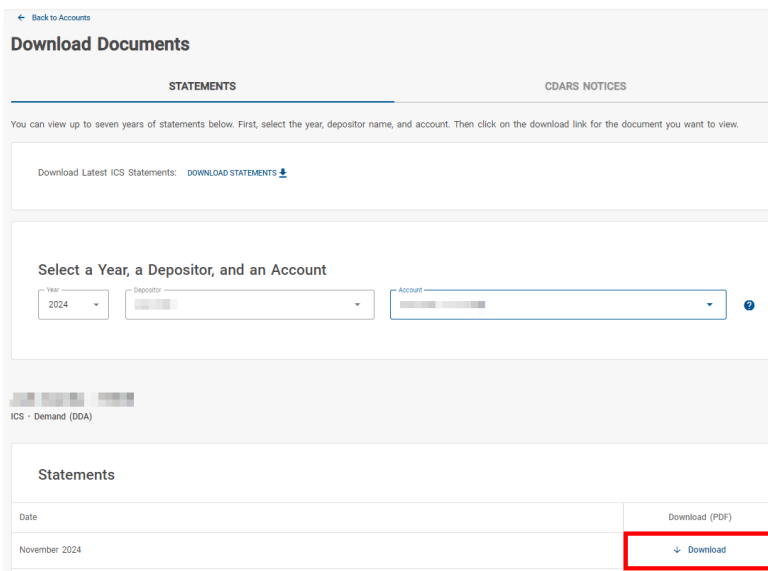 ← Back to Accounts
Download Documents
STATEMENTS CDARS NOTICES
You can view up to seven years of statements below. First, select the year, depositor name, and account. Then click on the download link for the document you want to view.
Download Latest ICS Statements: DOWNLOAD STATEMENTS
Select a Year, a Depositor, and an Account
Year Depositor Account
2024
ICS - Demand (DDA)
Statements
Date Download (PDF)
November 2024 ↓ Download